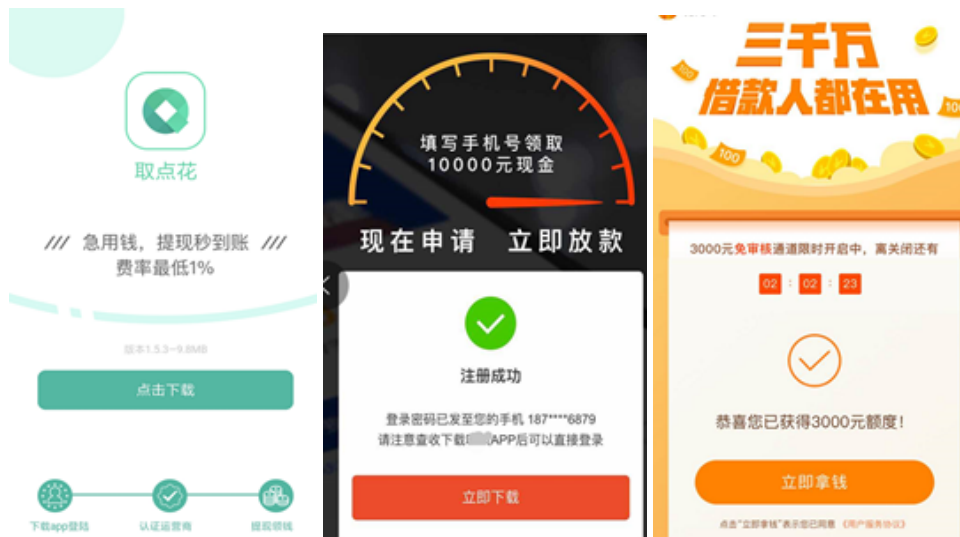 取点花
/// 急用钱，提现秒到账 ///
费率最低1%
版本1.5.3-9.8MB
点击下载
下载app登陆
认证运营商
提现领钱
填写手机号领取
10000元现金
现在申请 立即放款
注册成功
登录密码已发至您的手机 187****6879
请注意查收下载APP后可以直接登录
立即下载
三千万
借款人都在用
100
100
100
3000元免审核通道限时开启中，离关闭还有
02 : 02 : 23
恭喜您已获得3000元额度！
立即拿钱
点击“立即拿钱”表示您已同意 《用户服务协议》